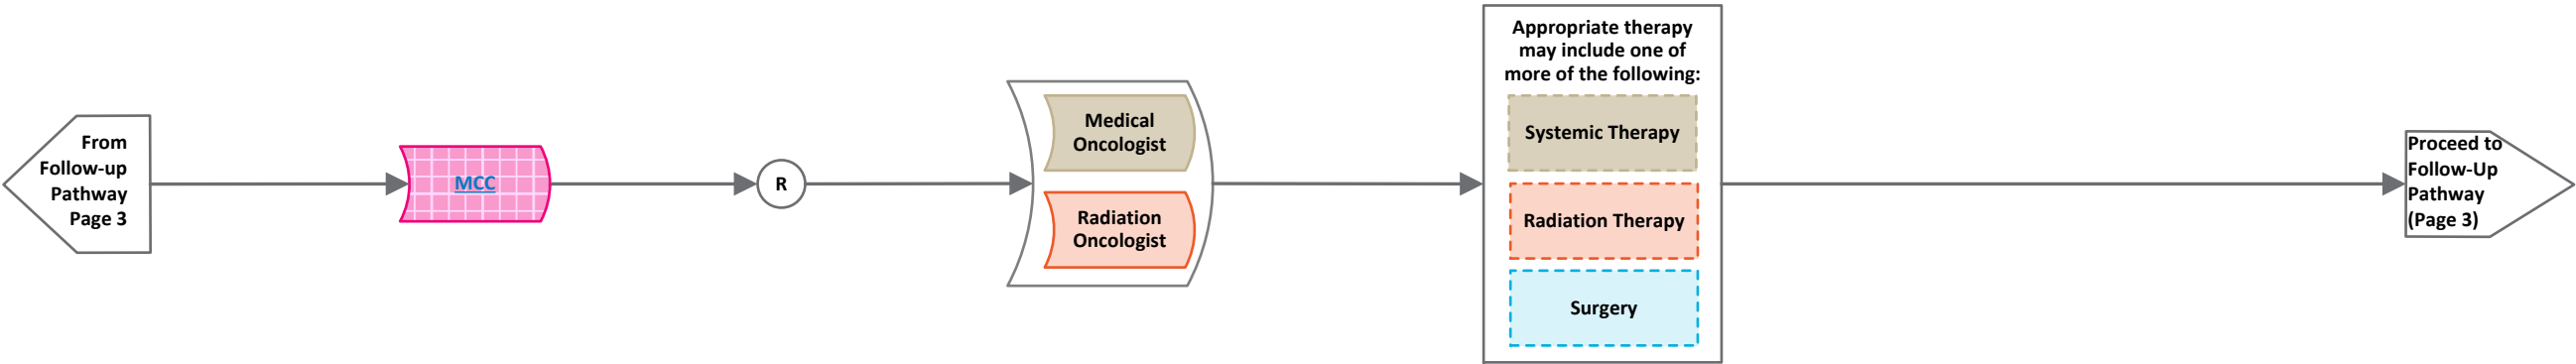 From
Follow-up
Pathway
Page 3
MCC
R
Medical
Oncologist
Radiation
Oncologist
Appropriate therapy
may include one of
more of the following:
Systemic Therapy
Radiation Therapy
Surgery
Proceed to
Follow-Up
Pathway
(Page 3)